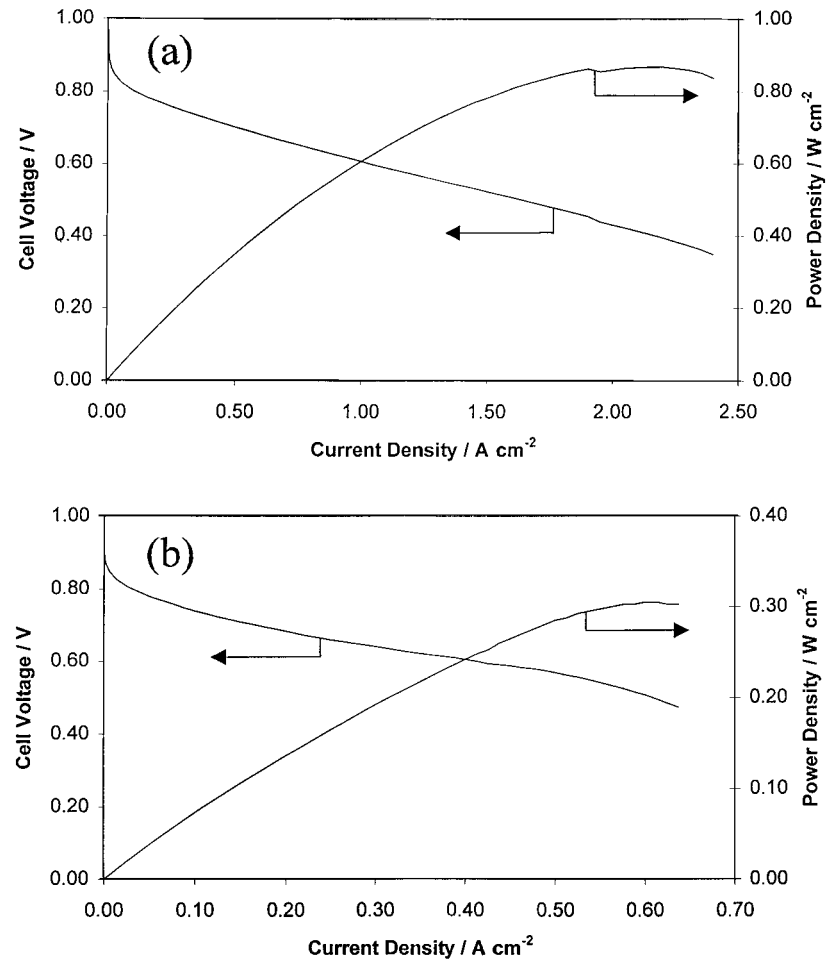 (a)
1.00
0.80
0.60
0.40
0.20
0.00
Cell Voltage / V
1.00
0.80
0.60
0.40
0.20
0.00
Power Density / W cm⁻²
0.00 0.50 1.00 1.50 2.00 2.50
Current Density / A cm⁻²
(b)
1.00
0.80
0.60
0.40
0.20
0.00
Cell Voltage / V
0.40
0.30
0.20
0.10
0.00
Power Density / W cm⁻²
0.00 0.10 0.20 0.30 0.40 0.50 0.60 0.70
Current Density / A cm⁻²